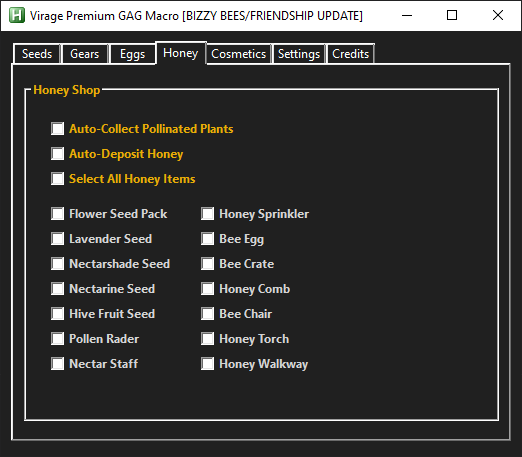 Virage Premium GAG Macro [BIZZY BEES/FRIENDSHIP UPDATE]
Seeds Gears Eggs Honey Cosmetics Settings Credits
Honey Shop
Auto-Collect Pollinated Plants
Auto-Deposit Honey
Select All Honey Items
Flower Seed Pack Honey Sprinkler
Lavender Seed Bee Egg
Nectarshade Seed Bee Crate
Nectarine Seed Honey Comb
Hive Fruit Seed Bee Chair
Pollen Rader Honey Torch
Nectar Staff Honey Walkway